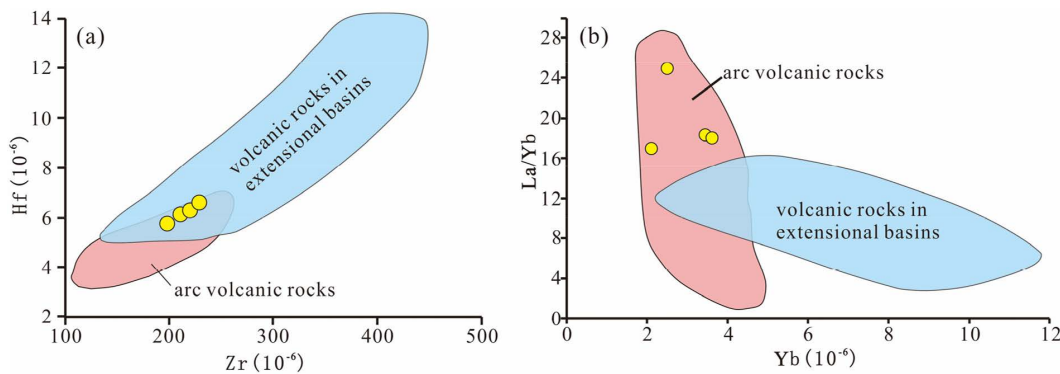 (a)
14
12
10
8
6
4
2
Hf (10⁻⁶)
volcanic rocks in
extensional basins
arc volcanic rocks
100
200
300
400
500
Zr (10⁻⁶)
(b)
28
24
20
16
12
8
4
0
La/Yb
arc volcanic rocks
volcanic rocks in
extensional basins
0
2
4
6
8
10
12
Yb (10⁻⁶)